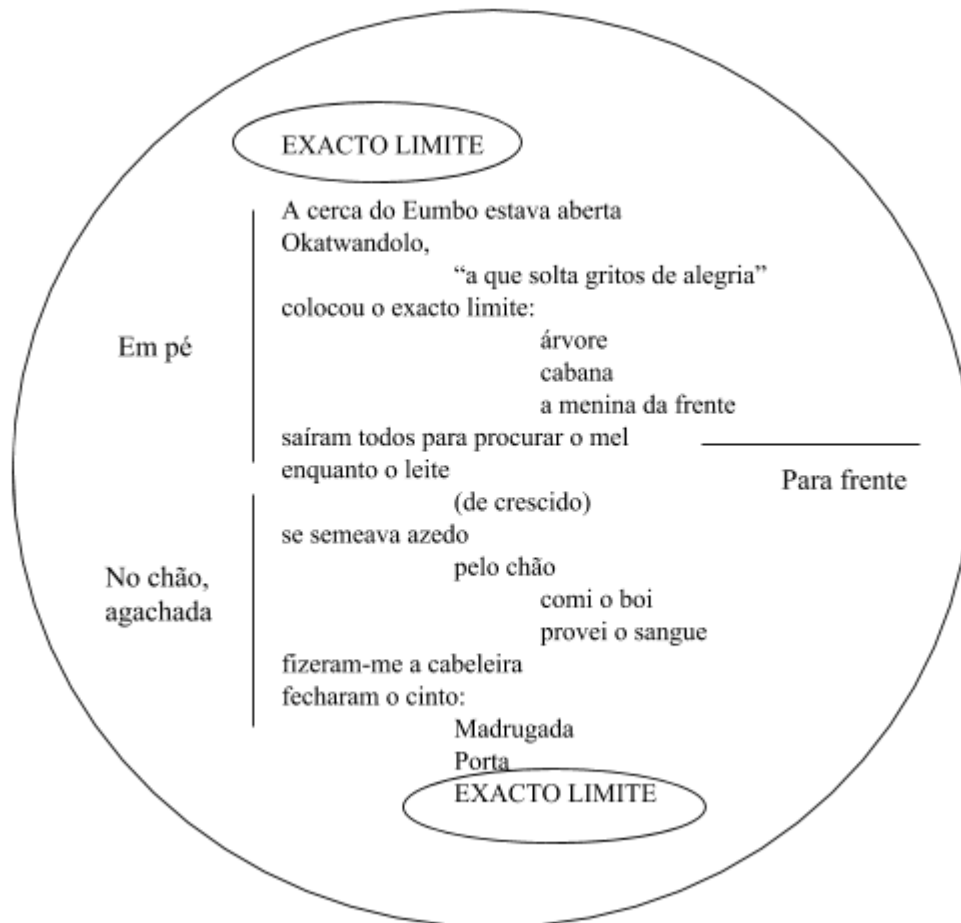 EXACTO LIMITE
A cerca do Eumbo estava aberta
Okatwandolo,
“a que solta gritos de alegria”
colocou o exacto limite:
Em pé
árvore
cabana
a menina da frente
saíram todos para procurar o mel
enquanto o leite
Para frente
(de crescido)
se semeava azedo
pelo chão
No chão,
agachada
comi o boi
provei o sangue
fizeram-me a cabeleira
fecharam o cinto:
Madrugada
Porta
EXACTO LIMITE